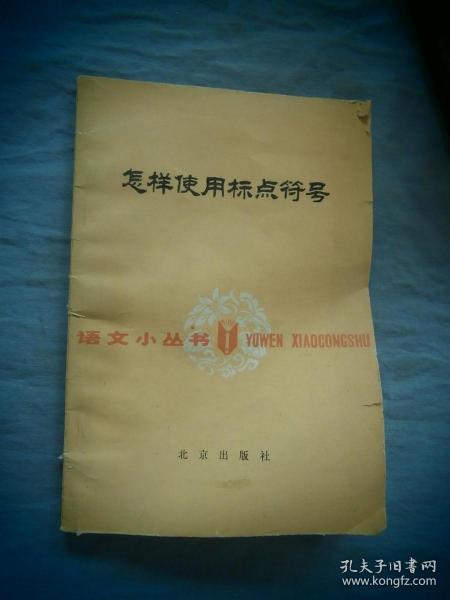 怎样使用标点符号
语文小丛书 YUWEN XIAOCONGSHU
北京出版社
孔夫子旧书网
www.kongfz.com